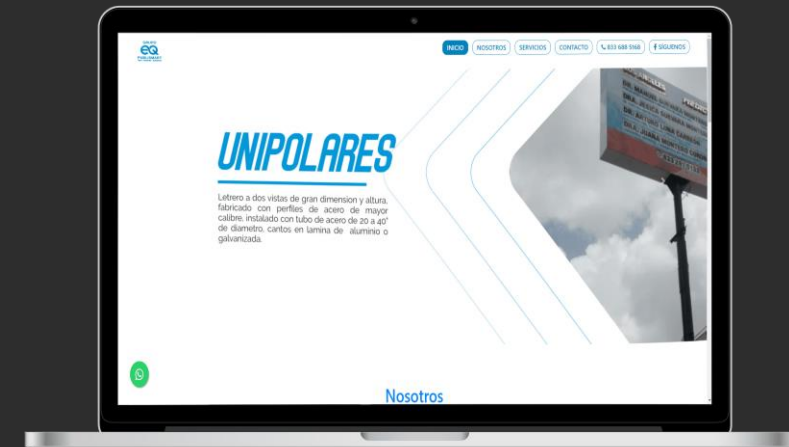 GRUPO
EQ
INICIO
NOSOTROS
SERVICIOS
CONTACTO
833 688 5168
SÍGUENOS
UNIPOLARES
Letrero a dos vistas de gran dimension y altura,
fabricado con perfiles de acero de mayor
calibre, instalado con tubo de acero de 20 a 40"
de diametro, cantos en lamina de aluminio o
galvanizada.
Nosotros